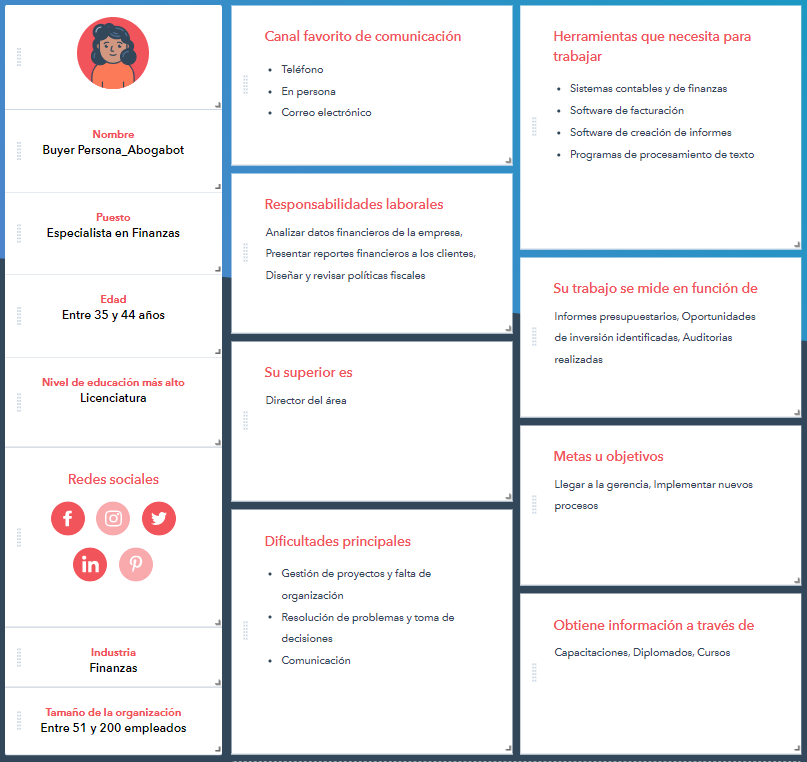 Nombre
Buyer Persona_Abogabot
Puesto
Especialista en Finanzas
Edad
Entre 35 y 44 años
Nivel de educación más alto
Licenciatura
Redes sociales
Industria
Finanzas
Tamaño de la organización
Entre 51 y 200 empleados
Canal favorito de comunicación
• Teléfono
• En persona
• Correo electrónico
Responsabilidades laborales
Analizar datos financieros de la empresa,
Presentar reportes financieros a los clientes,
Diseñar y revisar políticas fiscales
Su superior es
Director del área
Dificultades principales
• Gestión de proyectos y falta de
organización
• Resolución de problemas y toma de
decisiones
• Comunicación
Herramientas que necesita para
trabajar
• Sistemas contables y de finanzas
• Software de facturación
• Software de creación de informes
• Programas de procesamiento de texto
Su trabajo se mide en función de
Informes presupuestarios, Oportunidades
de inversión identificadas, Auditorias
realizadas
Metas u objetivos
Llegar a la gerencia, Implementar nuevos
procesos
Obtiene información a través de
Capacitaciones, Diplomados, Cursos